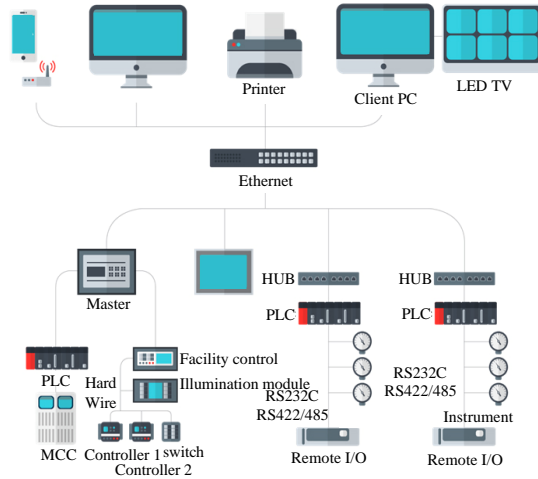 Printer
Client PC
LED TV
Ethernet
HUB
HUB
Master
PLC
PLC:
PLC
Facility control
Hard
Wire
Illumination module
RS232C
RS422/485
RS232C
RS422/485
Instrument
MCC
Controller 1
switch
Controller 2
Remote I/O
Remote I/O